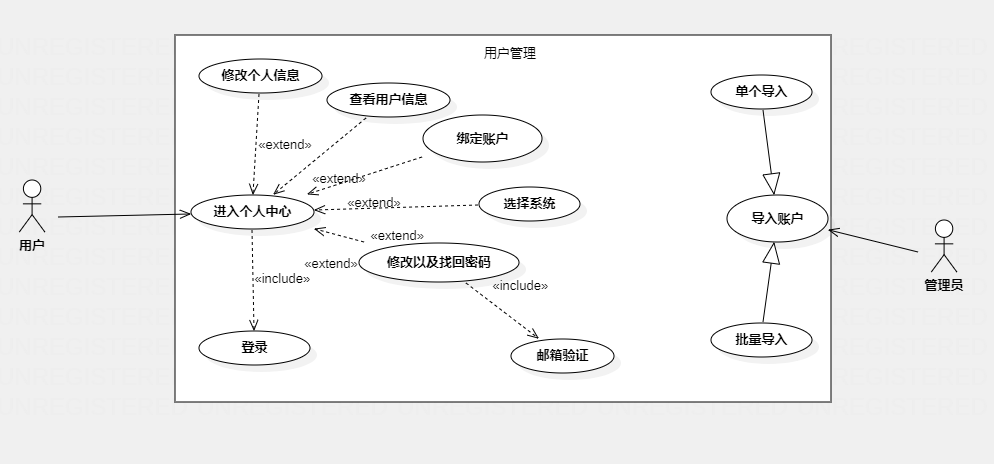 用户管理
修改个人信息
查看用户信息
单个导入
绑定账户
«extend»
«extend»
选择系统
«extend»
进入个人中心
导入账户
«extend»
用户
修改以及找回密码
«extend»
«include»
«include»
管理员
登录
邮箱验证
批量导入